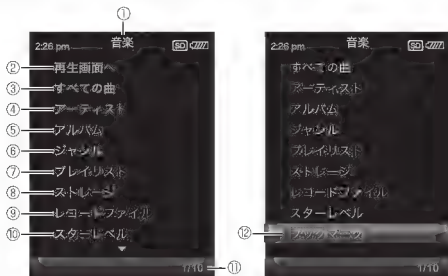 ①
2:26 pm 音楽 SD
② 再生画面へ
③ すべての曲
④ アーティスト
⑤ アルバム
⑥ ジャンル
⑦ プレイリスト
⑧ ストレージ
⑨ レコードファイル
⑩ スターレベル
1/10 ⑪
2:26 pm 音楽 SD
すべての曲
アーティスト
アルバム
ジャンル
プレイリスト
ストレージ
レコードファイル
スターレベル
⑫ ブックマーク
1/10